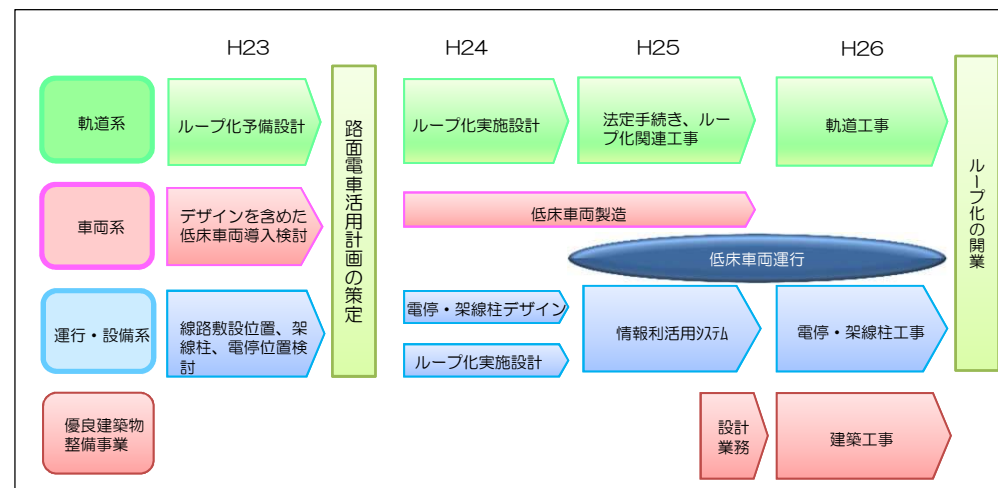 H23
H24
H25
H26
軌道系
ループ化予備設計
路面電車活用計画の策定
ループ化実施設計
法定手続き、ルー
プ化関連工事
軌道工事
ループ化の開業
車両系
デザインを含めた
低床車両導入検討
低床車両製造
低床車両運行
運行・設備系
線路敷設位置、架
線柱、電停位置検
討
電停・架線柱デザイン
ループ化実施設計
情報利活用ｼｽﾃﾑ
電停・架線柱工事
優良建築物
整備事業
設計
業務
建築工事